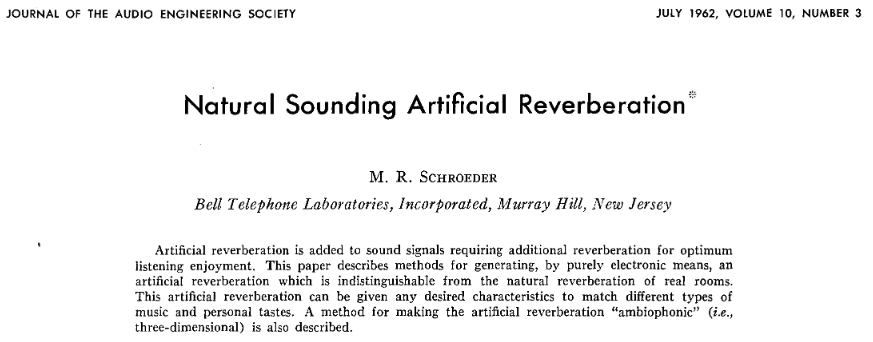 JOURNAL OF THE AUDIO ENGINEERING SOCIETY JULY 1962, VOLUME 10, NUMBER 3
Natural Sounding Artificial Reverberation*
M. R. SCHROEDER
Bell Telephone Laboratories, Incorporated, Murray Hill, New Jersey
Artificial reverberation is added to sound signals requiring additional reverberation for optimum
listening enjoyment. This paper describes methods for generating, by purely electronic means, an
artificial reverberation which is indistinguishable from the natural reverberation of real rooms.
This artificial reverberation can be given any desired characteristics to match different types of
music and personal tastes. A method for making the artificial reverberation "ambiophonic" (i.e.,
three-dimensional) is also described.